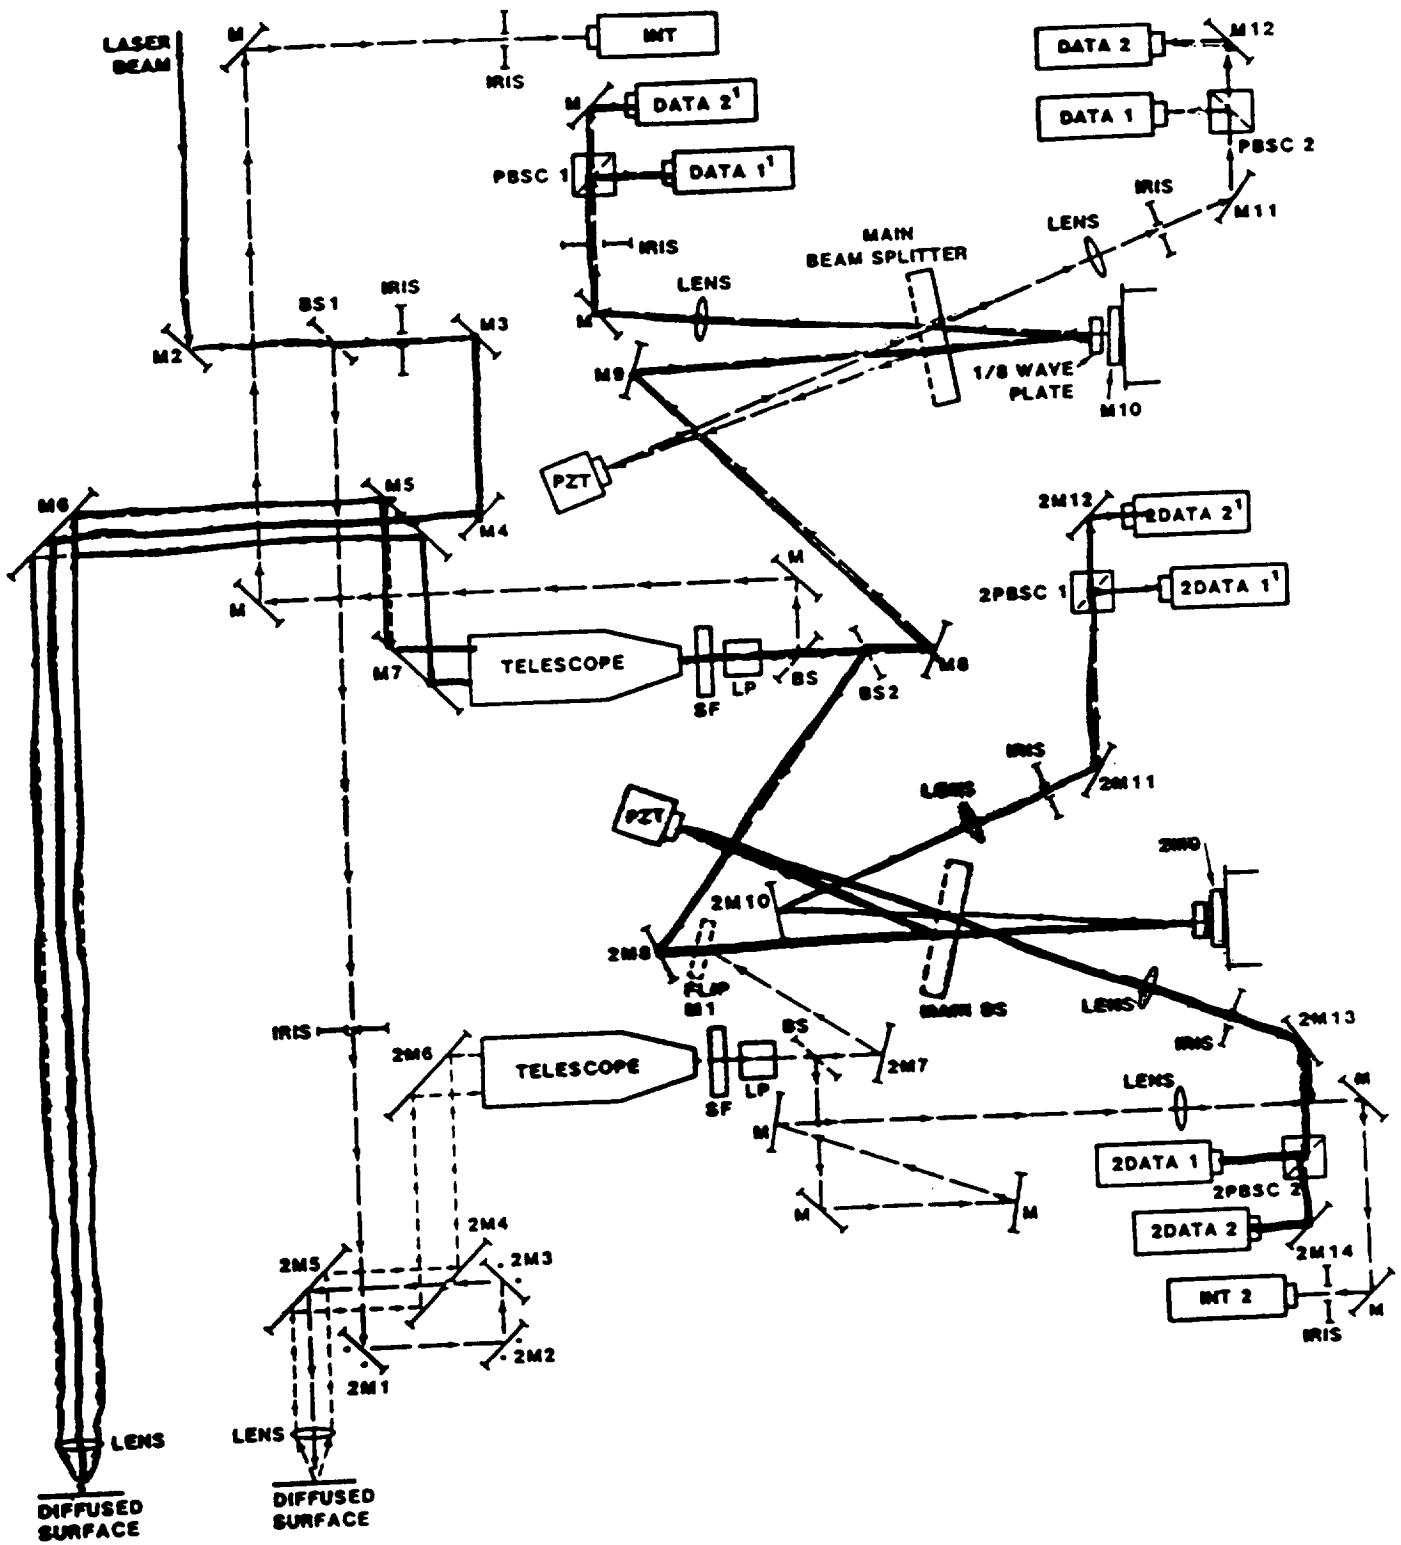 LASER
BEAM
M
IRIS
INT
M
DATA 2¹
PBSC 1
DATA 1¹
IRIS
M
DATA 2
M12
DATA 1
PBSC 2
IRIS
M11
LENS
MAIN
BEAM SPLITTER
LENS
M2
BS1
IRIS
M3
M9
1/8 WAVE
PLATE
M10
PZT
M6
M5
M4
M
M
M7
TELESCOPE
SF
LP
BS
BS2
M8
2M12
2DATA 2¹
2PBSC 1
2DATA 1¹
IRIS
2M11
LENS
PZT
2M9
2M10
2M8
FLIP
M1
MAIN BS
LENS
IRIS
2M13
IRIS
2M6
TELESCOPE
SF
LP
BS
2M7
M
LENS
M
2DATA 1
2PBSC 2
M
M
2DATA 2
2M14
2M4
2M5
2M3
INT 2
IRIS
M
2M2
2M1
LENS
LENS
DIFFUSED
SURFACE
DIFFUSED
SURFACE